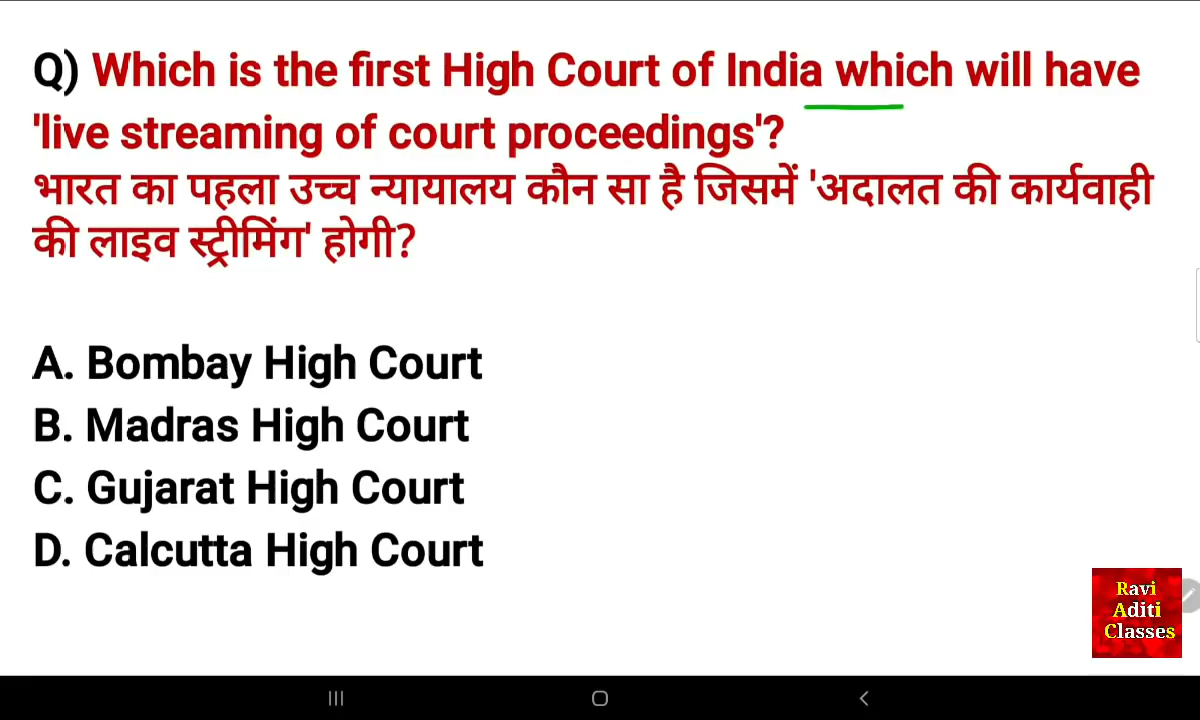 Q) Which is the first High Court of India which will have
'live streaming of court proceedings'?
भारत का पहला उच्च न्यायालय कौन सा है जिसमें 'अदालत की कार्यवाही
की लाइव स्ट्रीमिंग' होगी?
A. Bombay High Court
B. Madras High Court
C. Gujarat High Court
D. Calcutta High Court
Ravi
Aditi
Classes